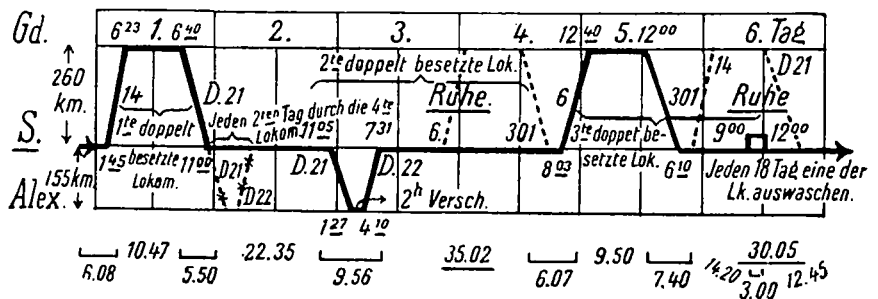 Gd. 6 23 1. 6 40 2. 3. 4. 12 40 5. 12 00 6. Tag
260 km.
14 D.21 2te doppelt besetzte Lok. 6 301 14 D21
1te doppelt besetzte Lokom.
Jeden 2ten Tag durch die 4te Lokom.
Ruhe. 6. 301
3te doppelt besetzte Lok.
Ruhe
S. 1 45 11 00 11 05 7 31 8 03 6 10 9 00 12 00
155 km.
D21 D22 D.21 D.22
Jeden 18 Tag eine der Lk. auswaschen.
Alex. 2h Versch.
1 27 4 10
6.08 10.47 5.50 22.35 9.56 35.02 6.07 9.50 7.40 14.20 30.05 3.00 12.45